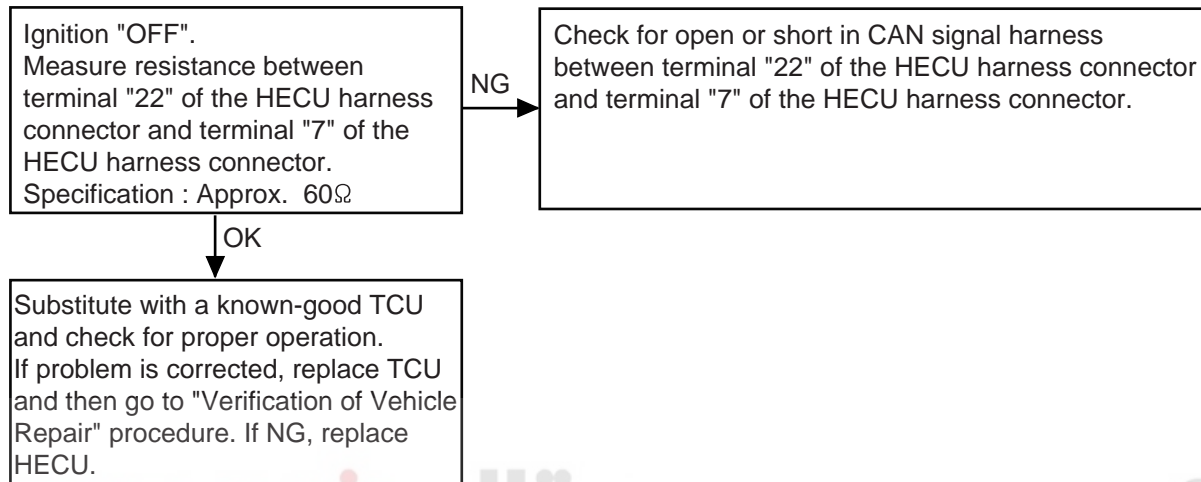 Ignition "OFF".
Measure resistance between
terminal "22" of the HECU harness
connector and terminal "7" of the
HECU harness connector.
Specification : Approx. 60Ω
NG
Check for open or short in CAN signal harness
between terminal "22" of the HECU harness connector
and terminal "7" of the HECU harness connector.
OK
Substitute with a known-good TCU
and check for proper operation.
If problem is corrected, replace TCU
and then go to "Verification of Vehicle
Repair" procedure. If NG, replace
HECU.